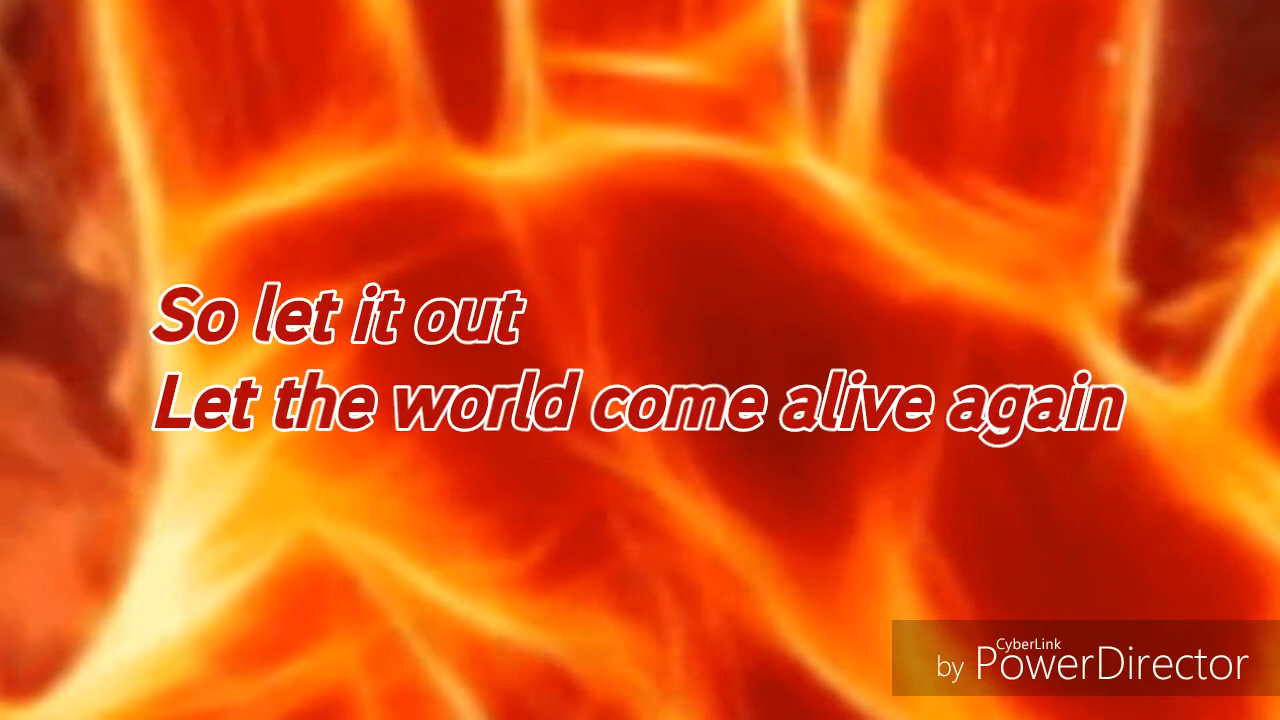 So let it out
Let the world come alive again
by CyberLink PowerDirector